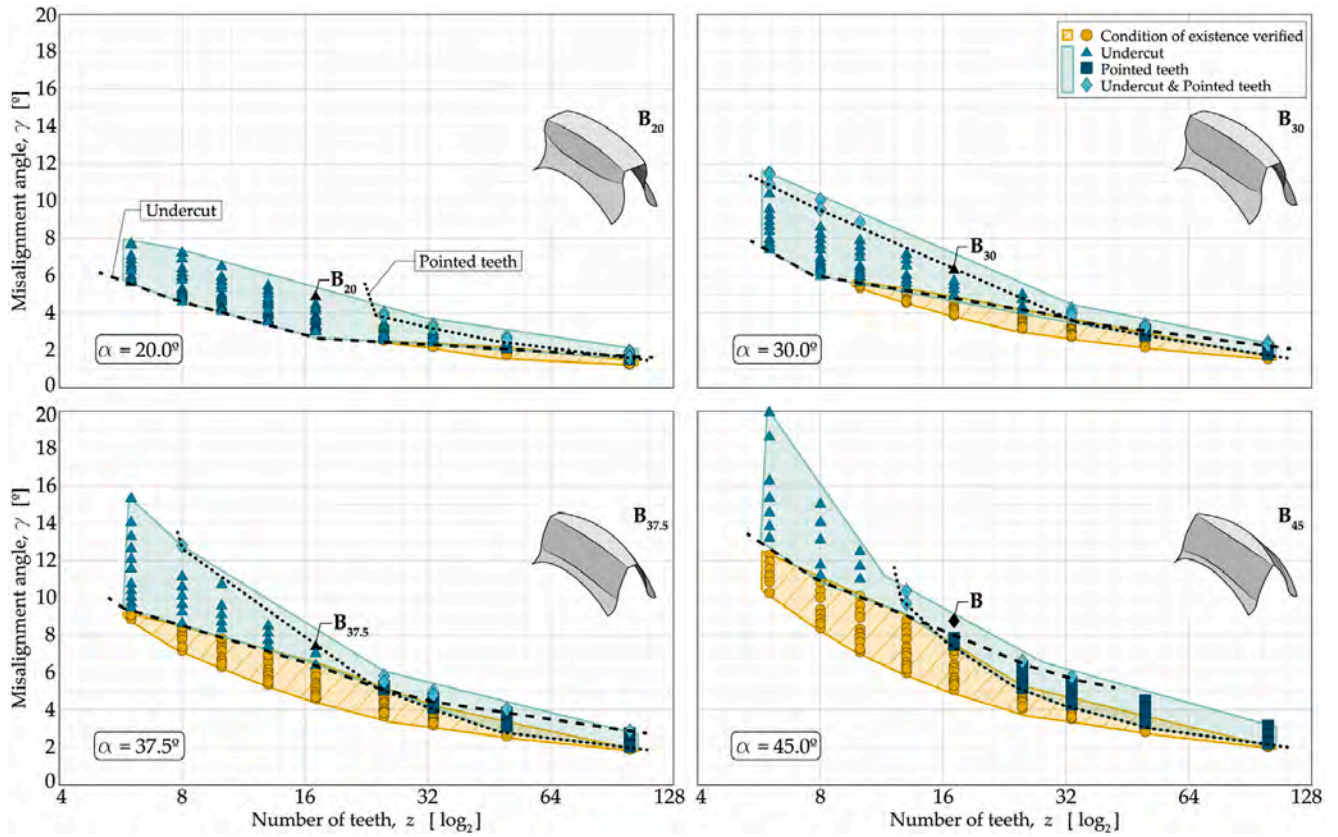 20
18
16
14
12
10
8
6
4
2
0
Misalignment angle, γ [º]
Undercut
B20
Pointed teeth
B20
α = 20.0º
Condition of existence verified
Undercut
Pointed teeth
Undercut & Pointed teeth
B30
B30
α = 30.0º
20
18
16
14
12
10
8
6
4
2
0
Misalignment angle, γ [º]
B37.5
B37.5
α = 37.5º
4 8 16 32 64 128
Number of teeth, z [log2]
B45
B
α = 45.0º
4 8 16 32 64 128
Number of teeth, z [log2]